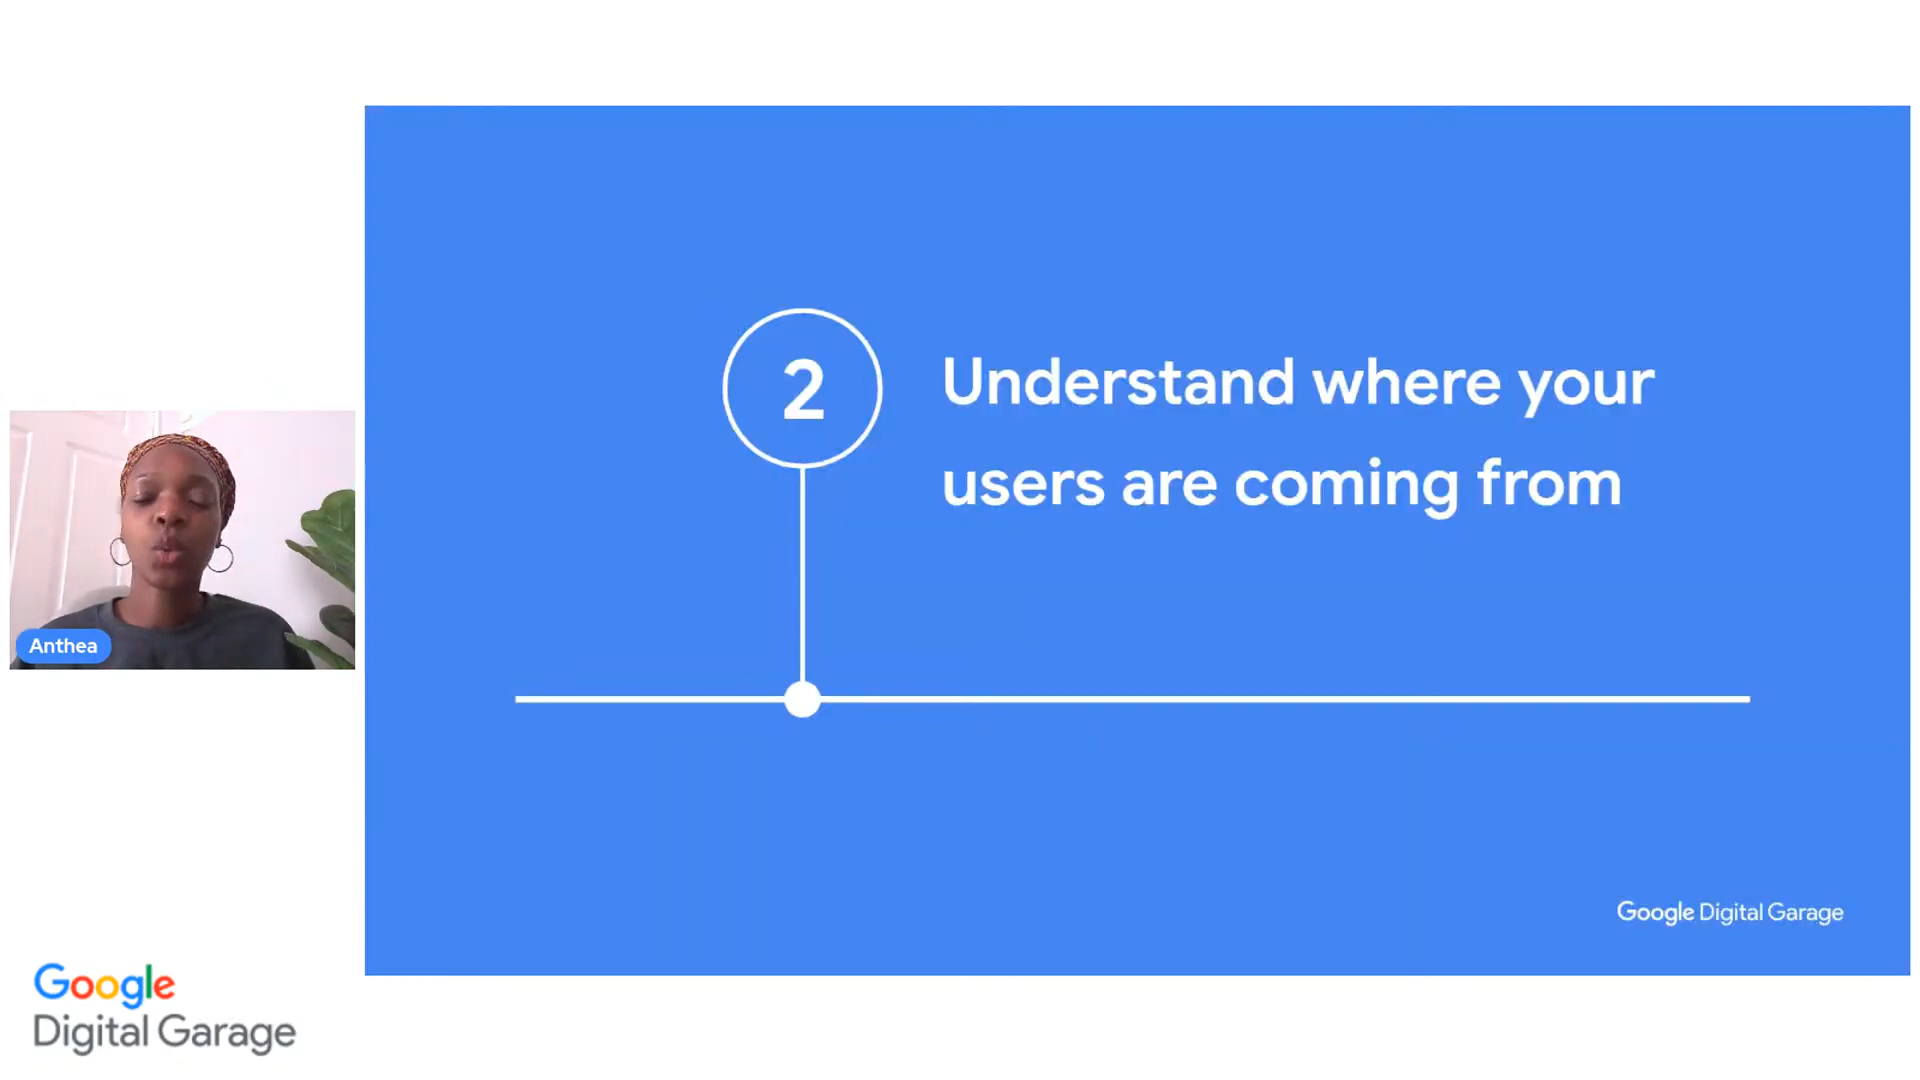 2
Understand where your
users are coming from
Anthea
Google Digital Garage
Google
Digital Garage